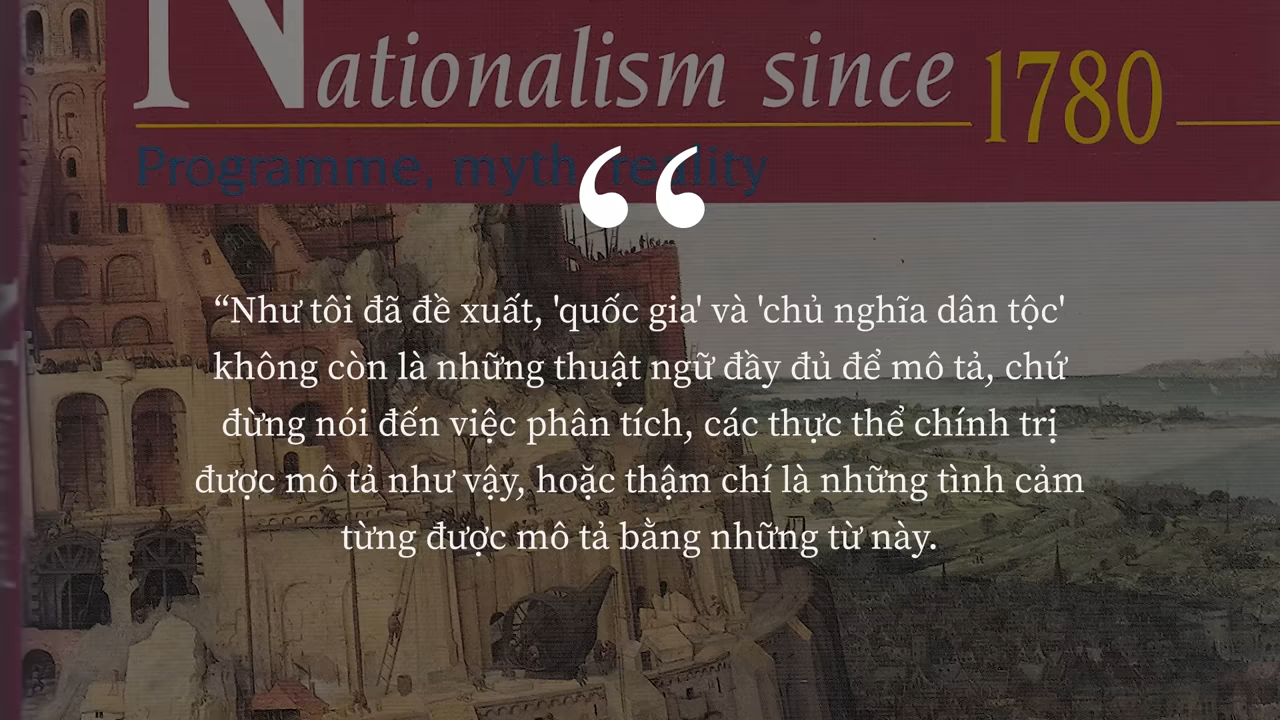 Nationalism since 1780
Programme, myth, reality
“
“Như tôi đã đề xuất, 'quốc gia' và 'chủ nghĩa dân tộc'
không còn là những thuật ngữ đầy đủ để mô tả, chứ
đừng nói đến việc phân tích, các thực thể chính trị
được mô tả như vậy, hoặc thậm chí là những tình cảm
từng được mô tả bằng những từ này.